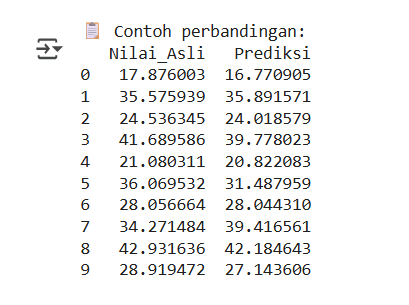 📋 Contoh perbandingan:
Nilai_Asli Prediksi
0 17.876003 16.770905
1 35.575939 35.891571
2 24.536345 24.018579
3 41.689586 39.778023
4 21.080311 20.822083
5 36.069532 31.487959
6 28.056664 28.044310
7 34.271484 39.416561
8 42.931636 42.184643
9 28.919472 27.143606